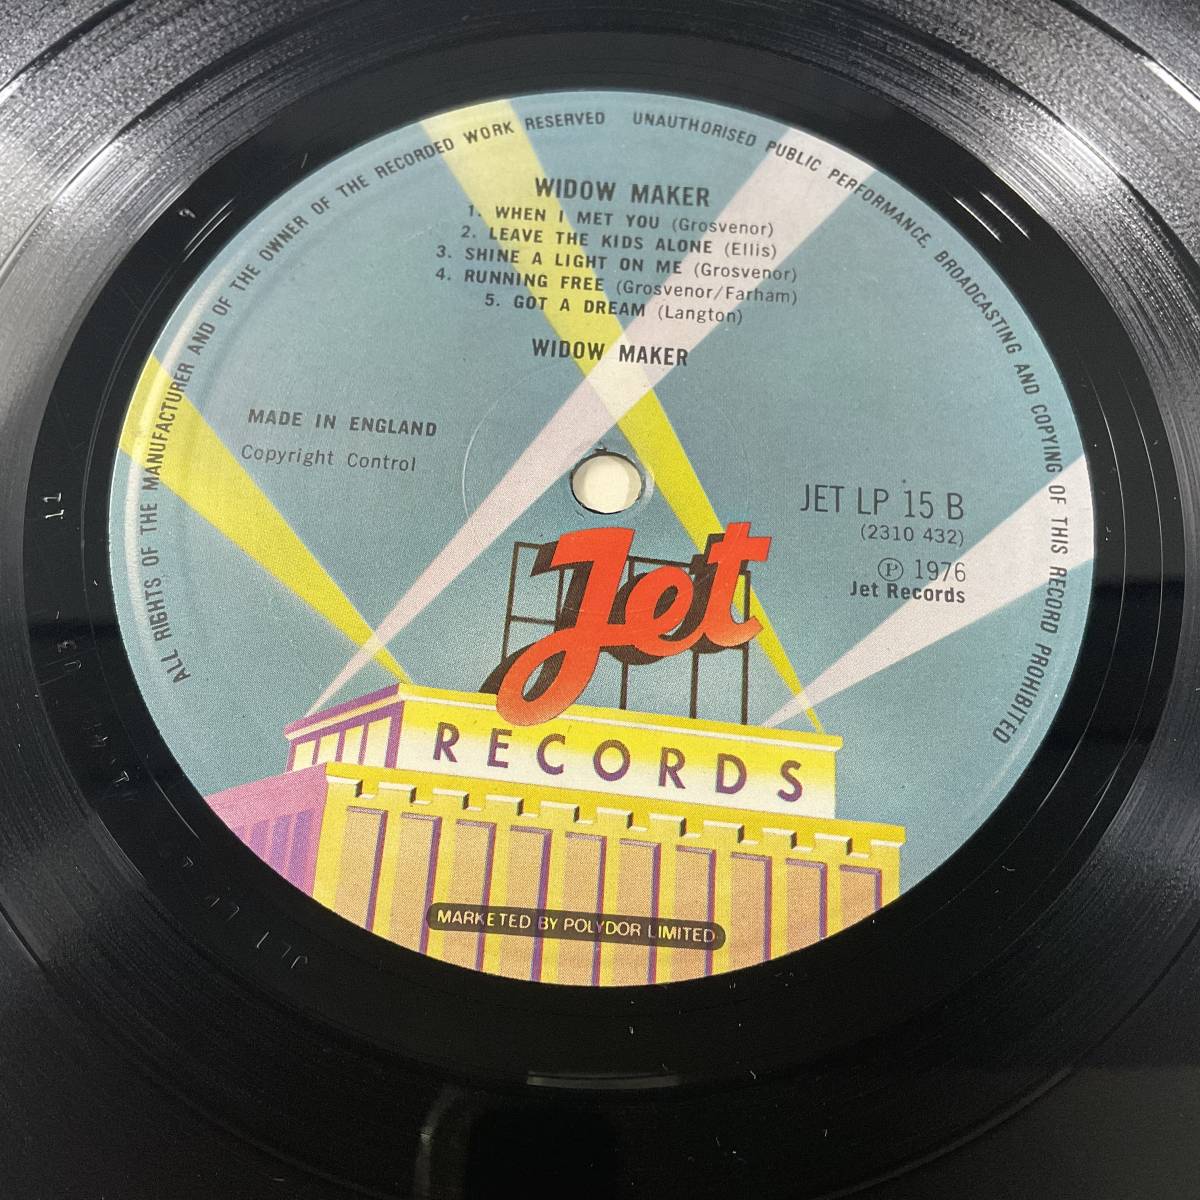 ALL RIGHTS OF THE MANUFACTURER AND OF THE OWNER OF THE RECORDED WORK RESERVED UNAUTHORISED PUBLIC PERFORMANCE BROADCASTING AND COPYING OF THIS RECORD PROHIBITED
WIDOW MAKER
1. WHEN I MET YOU (Grosvenor)
2. LEAVE THE KIDS ALONE (Ellis)
3. SHINE A LIGHT ON ME (Grosvenor)
4. RUNNING FREE (Grosvenor/Farham)
5. GOT A DREAM (Langton)
WIDOW MAKER
MADE IN ENGLAND
Copyright Control
JET LP 15 B
(2310 432)
Ⓟ 1976
Jet Records
Jet
RECORDS
MARKETED BY POLYDOR LIMITED